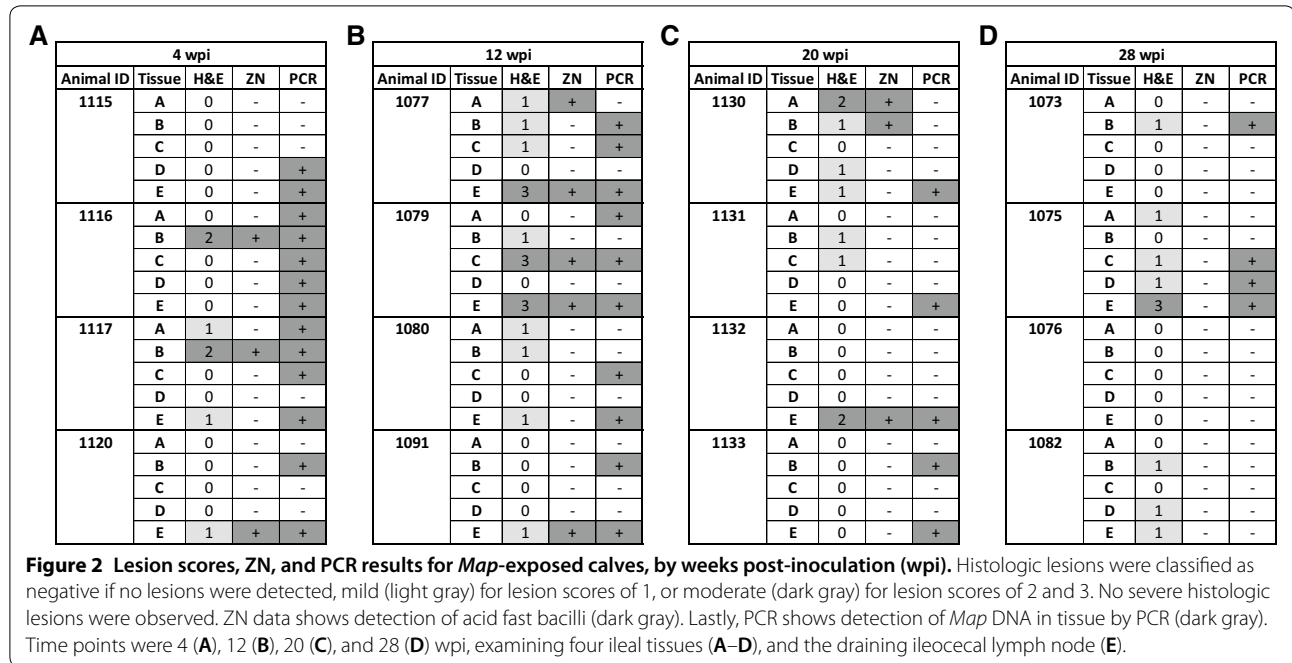 A B C D
4 wpi 12 wpi 20 wpi 28 wpi
Animal ID Tissue H&E ZN PCR Animal ID Tissue H&E ZN PCR Animal ID Tissue H&E ZN PCR Animal ID Tissue H&E ZN PCR
1115 A 0 - - 1077 A 1 + - 1130 A 2 + - 1073 A 0 - -
B 0 - - B 1 - + B 1 + - B 1 - +
C 0 - - C 1 - + C 0 - - C 0 - -
D 0 - + D 0 - - D 1 - - D 0 - -
E 0 - + E 3 + + E 1 - + E 0 - -
1116 A 0 - + 1079 A 0 - + 1131 A 0 - - 1075 A 1 - -
B 2 + + B 1 - - B 1 - - B 0 - -
C 0 - + C 3 + + C 1 - - C 1 - +
D 0 - + D 0 - - D 0 - - D 1 - +
E 0 - + E 3 + + E 0 - + E 3 - +
1117 A 1 - + 1080 A 1 - - 1132 A 0 - - 1076 A 0 - -
B 2 + + B 1 - - B 0 - - B 0 - -
C 0 - + C 0 - + C 0 - - C 0 - -
D 0 - - D 0 - - D 0 - - D 0 - -
E 1 - + E 1 - + E 2 + + E 0 - -
1120 A 0 - - 1091 A 0 - - 1133 A 0 - - 1082 A 0 - -
B 0 - + B 0 - + B 0 - + B 1 - -
C 0 - - C 0 - - C 0 - - C 0 - -
D 0 - - D 0 - - D 0 - - D 1 - -
E 1 + + E 1 + + E 0 - + E 1 - -
Figure 2 Lesion scores, ZN, and PCR results for Map-exposed calves, by weeks post-inoculation (wpi). Histologic lesions were classified as
negative if no lesions were detected, mild (light gray) for lesion scores of 1, or moderate (dark gray) for lesion scores of 2 and 3. No severe histologic
lesions were observed. ZN data shows detection of acid fast bacilli (dark gray). Lastly, PCR shows detection of Map DNA in tissue by PCR (dark gray).
Time points were 4 (A), 12 (B), 20 (C), and 28 (D) wpi, examining four ileal tissues (A–D), and the draining ileocecal lymph node (E).